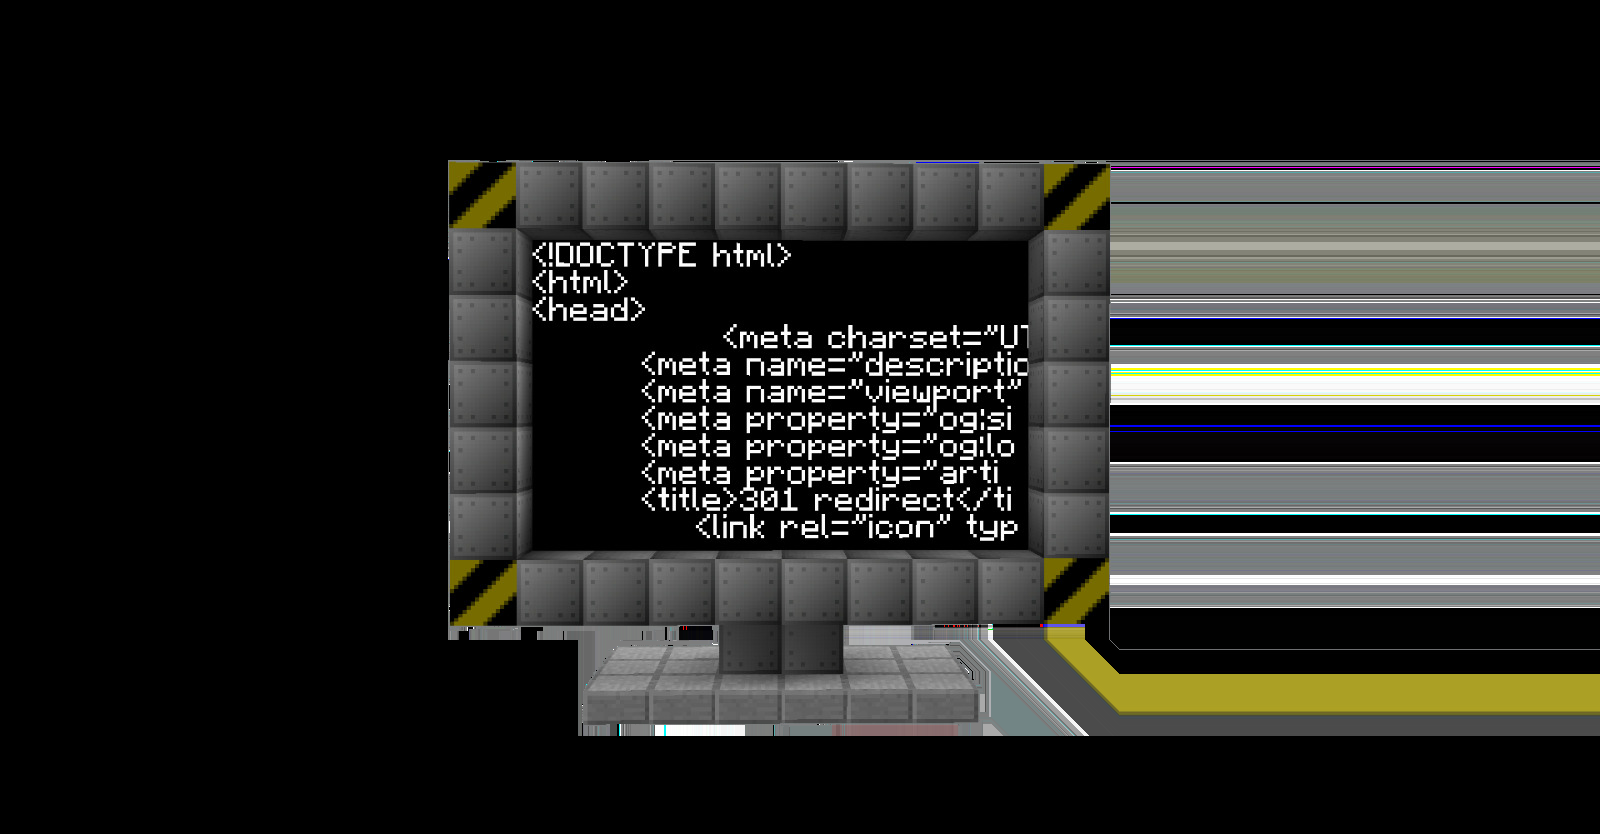 <!DOCTYPE html>
<html>
<head>
<meta charset="UT
<meta name="descriptio
<meta name="viewport"
<meta property="og:si
<meta property="og:lo
<meta property="arti
<title>301 redirect</ti
<link rel="icon" typ